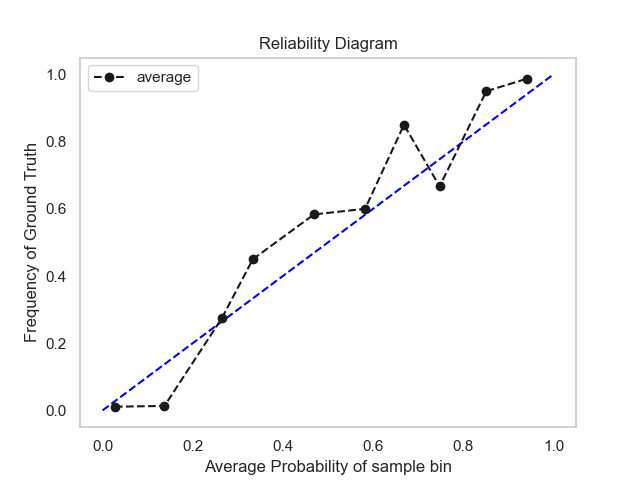 Reliability Diagram
average
Frequency of Ground Truth
1.0
0.8
0.6
0.4
0.2
0.0
0.0 0.2 0.4 0.6 0.8 1.0
Average Probability of sample bin